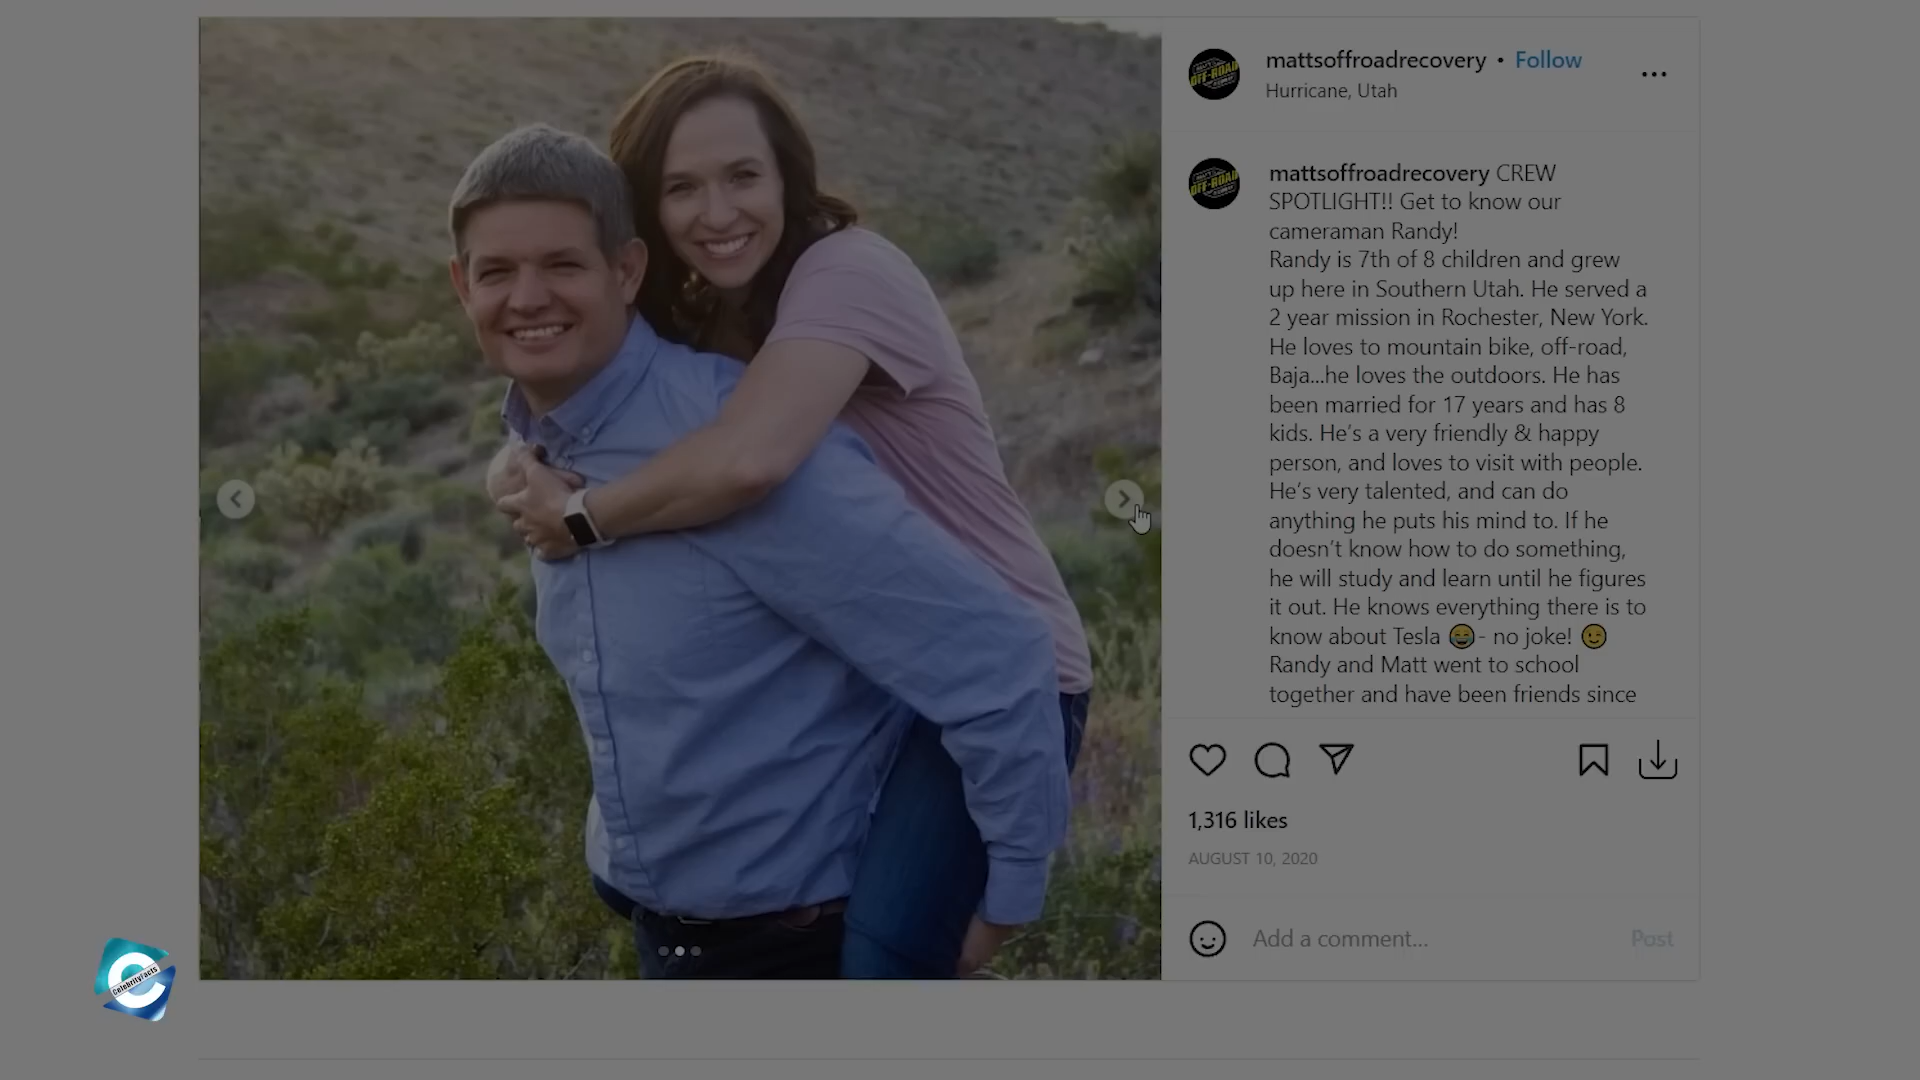 mattsoffroadrecovery • Follow
Hurricane, Utah
mattsoffroadrecovery CREW
SPOTLIGHT!! Get to know our
cameraman Randy!
Randy is 7th of 8 children and grew
up here in Southern Utah. He served a
2 year mission in Rochester, New York.
He loves to mountain bike, off-road,
Baja...he loves the outdoors. He has
been married for 17 years and has 8
kids. He's a very friendly & happy
person, and loves to visit with people.
He's very talented, and can do
anything he puts his mind to. If he
doesn't know how to do something,
he will study and learn until he figures
it out. He knows everything there is to
know about Tesla 😂- no joke! 😉
Randy and Matt went to school
together and have been friends since
1,316 likes
AUGUST 10, 2020
Add a comment...
Post
OFF-ROAD
OFF-ROAD
CelebrityFacts